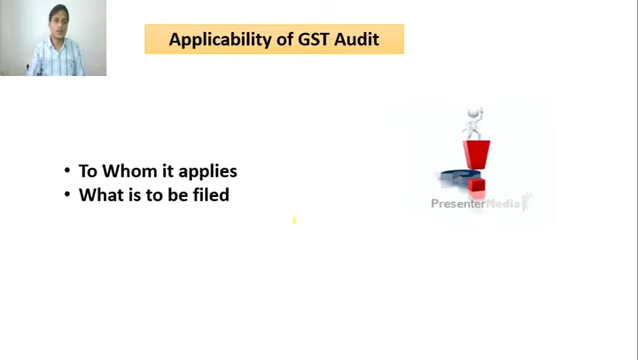 Applicability of GST Audit
• To Whom it applies
• What is to be filed
PresenterMedia